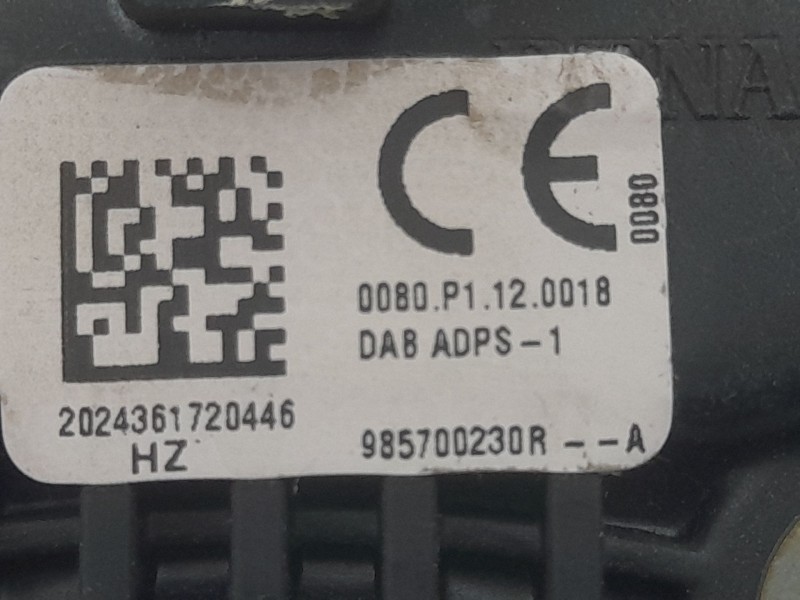 CE
0080
0080.P1.12.0018
DAB ADPS-1
2024361720446
HZ
985700230R --A